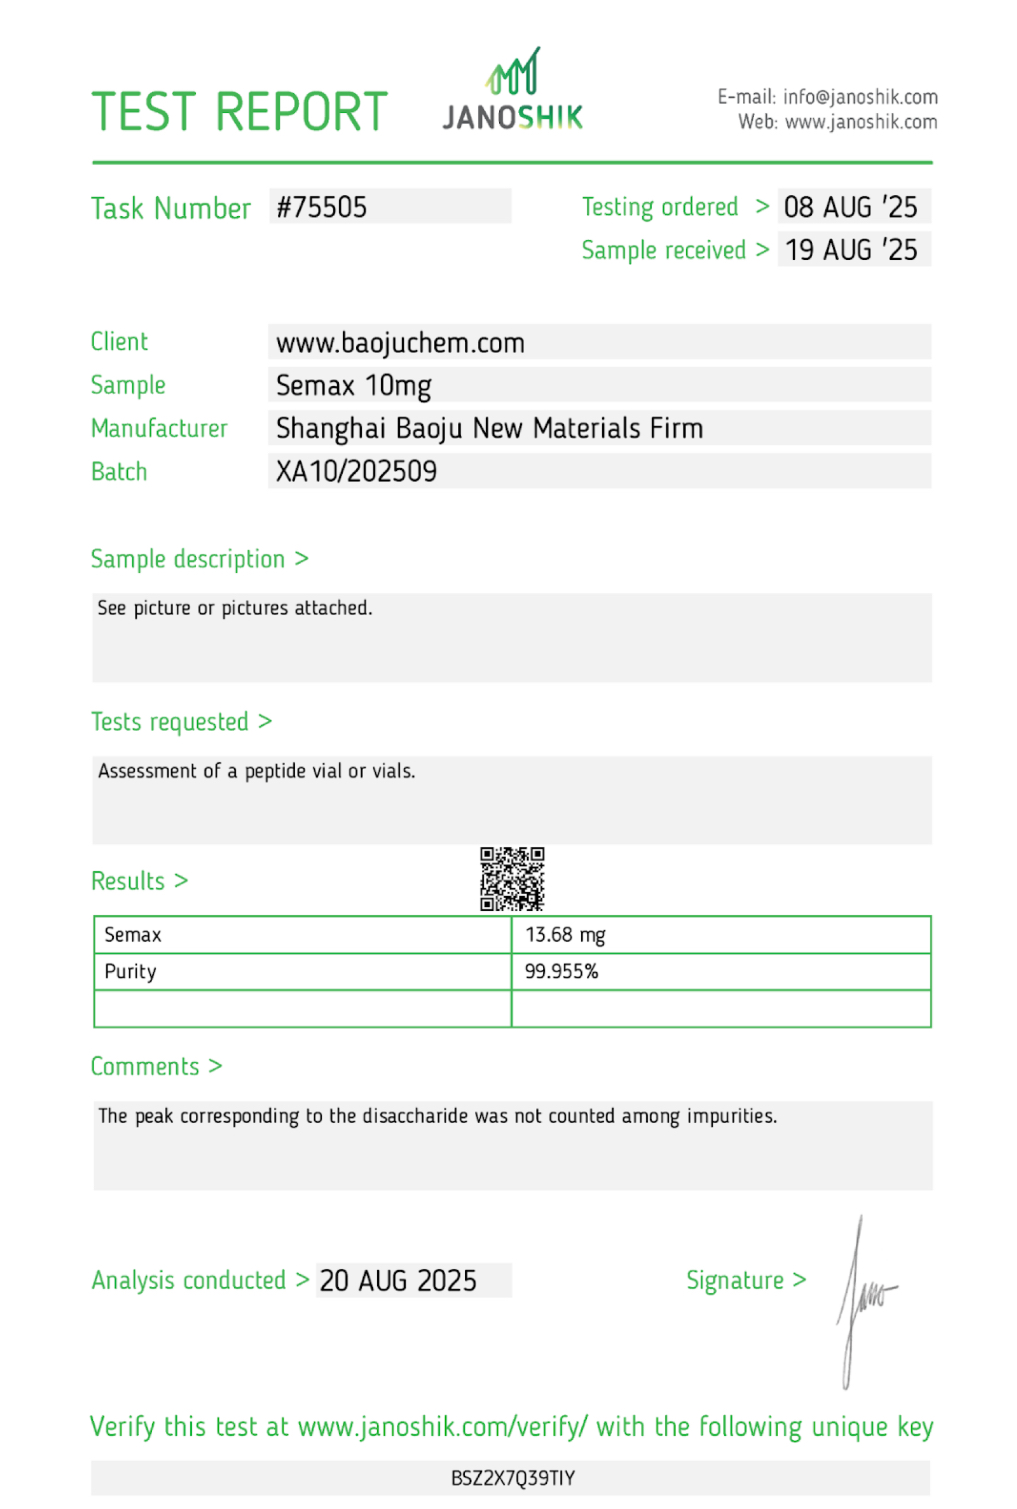 TEST REPORT
JANOSHIK
E-mail: info@janoshik.com
Web: www.janoshik.com
Task Number #75505
Testing ordered > 08 AUG '25
Sample received > 19 AUG '25
Client www.baojuchem.com
Sample Semax 10mg
Manufacturer Shanghai Baoju New Materials Firm
Batch XA10/202509
Sample description >
See picture or pictures attached.
Tests requested >
Assessment of a peptide vial or vials.
Results >
Semax 13.68 mg
Purity 99.955%
Comments >
The peak corresponding to the disaccharide was not counted among impurities.
Analysis conducted > 20 AUG 2025
Signature > Jano
Verify this test at www.janoshik.com/verify/ with the following unique key
BSZ2X7Q39TIY